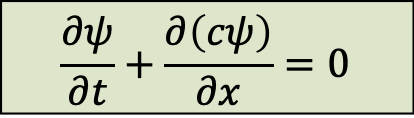 ∂ψ/∂t + ∂(cψ)/∂x = 0